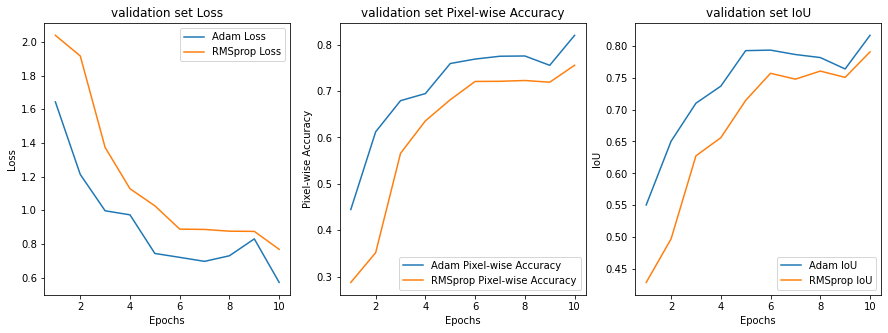 validation set Loss
Adam Loss
RMSprop Loss
2.0
1.8
1.6
1.4
1.2
1.0
0.8
0.6
Loss
2
4
6
8
10
Epochs
validation set Pixel-wise Accuracy
0.8
0.7
0.6
0.5
0.4
0.3
Pixel-wise Accuracy
Adam Pixel-wise Accuracy
RMSprop Pixel-wise Accuracy
2
4
6
8
10
Epochs
validation set IoU
0.80
0.75
0.70
0.65
0.60
0.55
0.50
0.45
IoU
Adam IoU
RMSprop IoU
2
4
6
8
10
Epochs